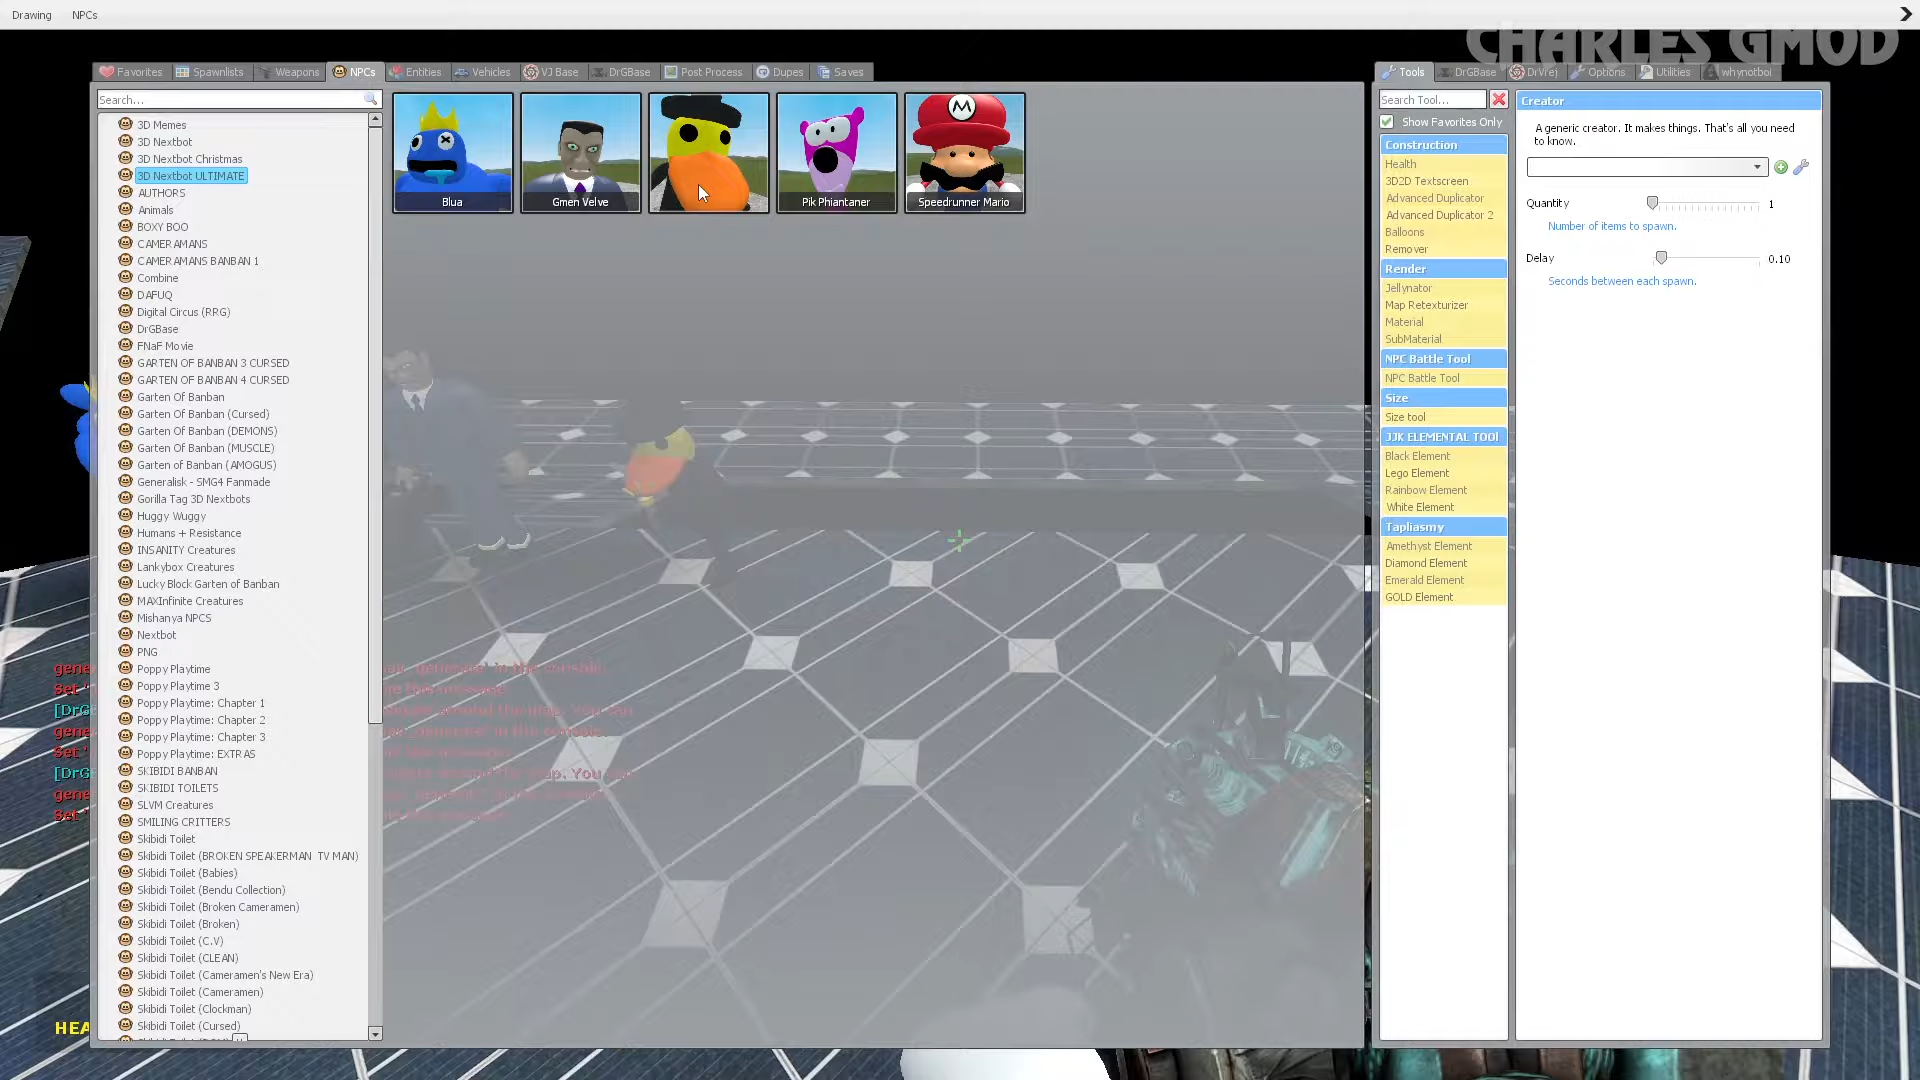 Drawing NPCs
CHARLES GMOD
Favorites Spawnlists Weapons NPCs Entities Vehicles VJ Base DrGBase Post Process Dupes Saves
Search...
3D Memes
3D Nextbot
3D Nextbot Christmas
3D Nextbot ULTIMATE
AUTHORS
Animals
BOXY BOO
CAMERAMANS
CAMERAMANS BANBAN 1
Combine
DAFUQ
Digital Circus (RRG)
DrGBase
FNaF Movie
GARTEN OF BANBAN 3 CURSED
GARTEN OF BANBAN 4 CURSED
Garten Of Banban
Garten Of Banban (Cursed)
Garten Of Banban (DEMONS)
Garten Of Banban (MUSCLE)
Garten of Banban (AMOGUS)
Generalisk - SMG4 Fanmade
Gorilla Tag 3D Nextbots
Huggy Wuggy
Humans + Resistance
INSANITY Creatures
Lankybox Creatures
Lucky Block Garten of Banban
MAXInfinite Creatures
Mishanya NPCS
Nextbot
PNG
Poppy Playtime
Poppy Playtime 3
Poppy Playtime: Chapter 1
Poppy Playtime: Chapter 2
Poppy Playtime: Chapter 3
Poppy Playtime: EXTRAS
SKIBIDI BANBAN
SKIBIDI TOILETS
SLVM Creatures
SMILING CRITTERS
Skibidi Toilet
Skibidi Toilet (BROKEN SPEAKERMAN TV MAN)
Skibidi Toilet (Babies)
Skibidi Toilet (Bendu Collection)
Skibidi Toilet (Broken Cameramen)
Skibidi Toilet (Broken)
Skibidi Toilet (C.V)
Skibidi Toilet (CLEAN)
Skibidi Toilet (Cameramen's New Era)
Skibidi Toilet (Cameramen)
Skibidi Toilet (Clockman)
Skibidi Toilet (Cursed)
Blua
Gmen Velve
Pik Phiantaner
M
Speedrunner Mario
gene
Set "
[DrG
gene
Set "
[DrG
gene
Set "
HEA
Tools DrGBase DrVrej Options Utilities whynotboi
Search Tool...
Show Favorites Only
Construction
Health
3D2D Textscreen
Advanced Duplicator
Advanced Duplicator 2
Balloons
Remover
Render
Jellynator
Map Retexturizer
Material
SubMaterial
NPC Battle Tool
NPC Battle Tool
Size
Size tool
JJK ELEMENTAL TOOl
Black Element
Lego Element
Rainbow Element
White Element
Tapliasmy
Amethyst Element
Diamond Element
Emerald Element
GOLD Element
Creator
A generic creator. It makes things. That's all you need
to know.
Quantity 1
Number of items to spawn.
Delay 0.10
Seconds between each spawn.